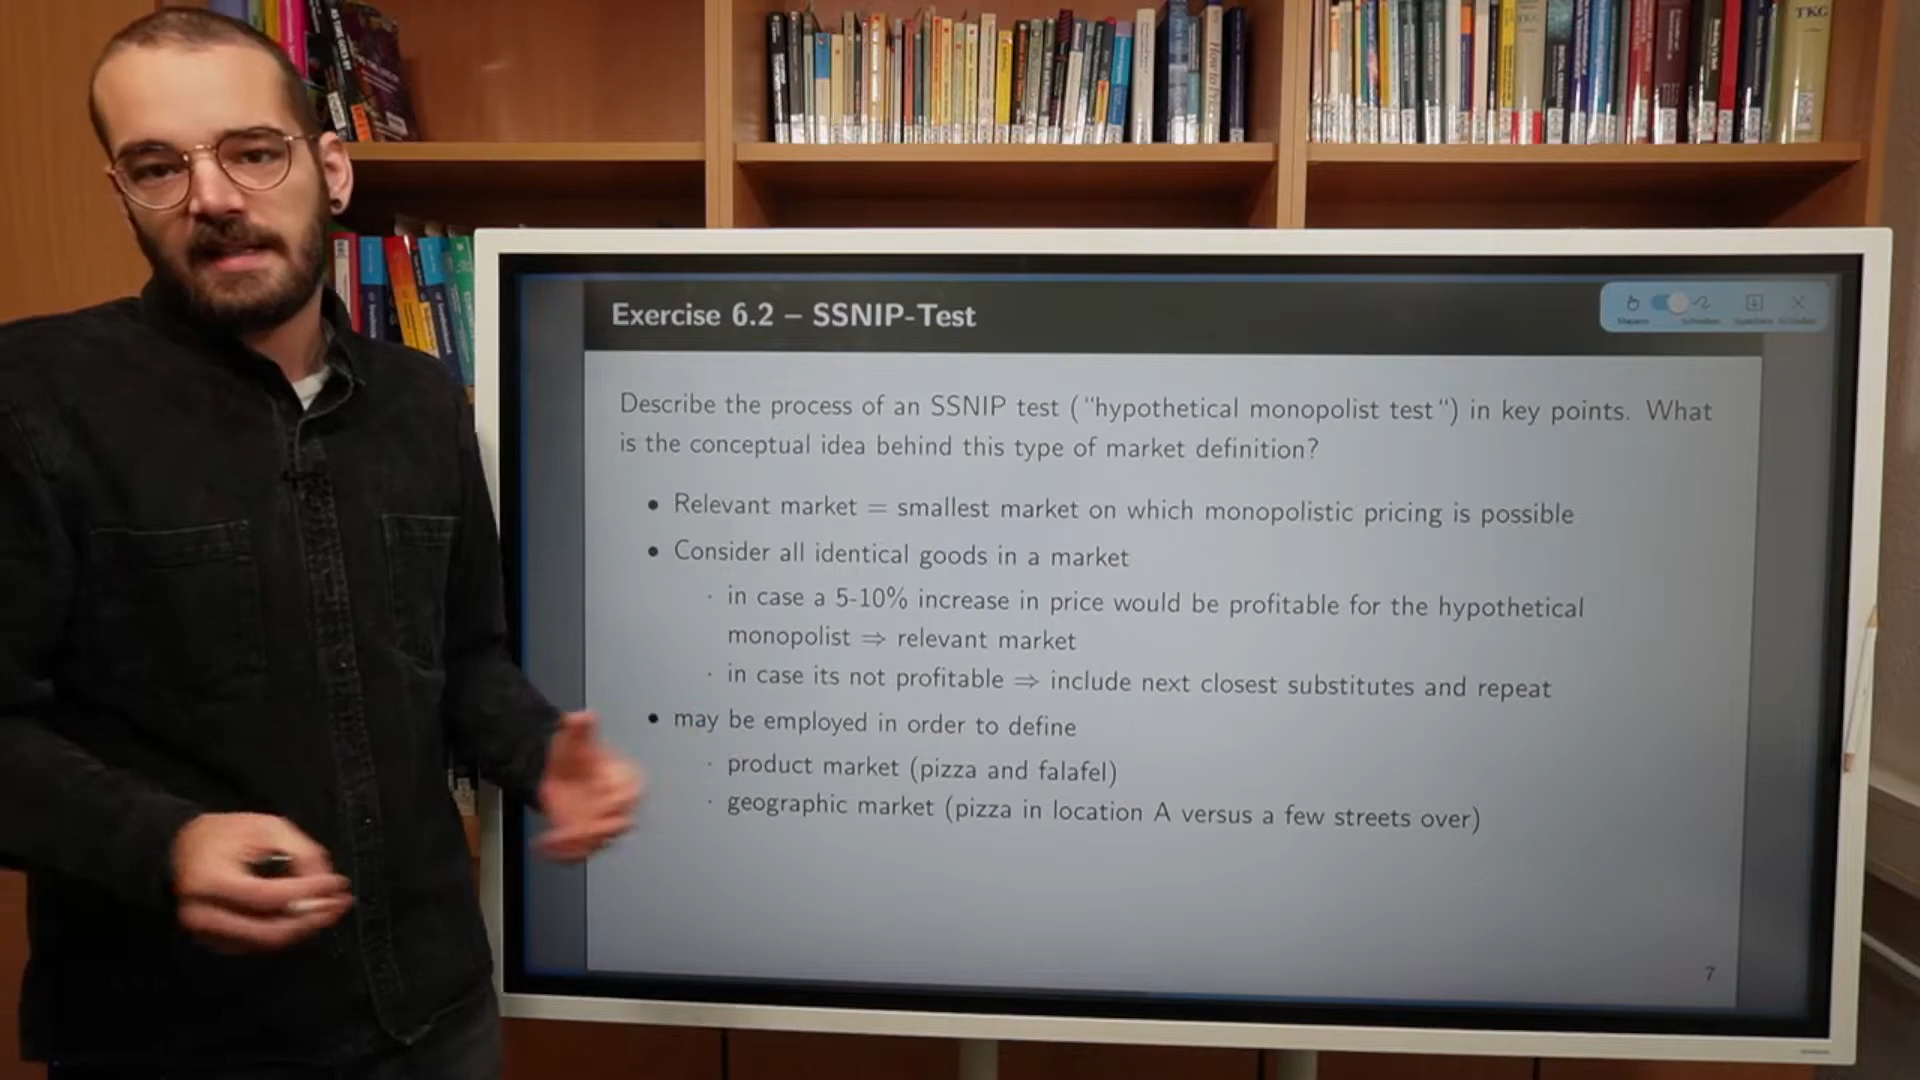 TKG
How to Price
Exercise 6.2 – SSNIP-Test
Describe the process of an SSNIP test ("hypothetical monopolist test") in key points. What
is the conceptual idea behind this type of market definition?
• Relevant market = smallest market on which monopolistic pricing is possible
• Consider all identical goods in a market
· in case a 5-10% increase in price would be profitable for the hypothetical
monopolist ⇒ relevant market
· in case its not profitable ⇒ include next closest substitutes and repeat
• may be employed in order to define
· product market (pizza and falafel)
· geographic market (pizza in location A versus a few streets over)
7